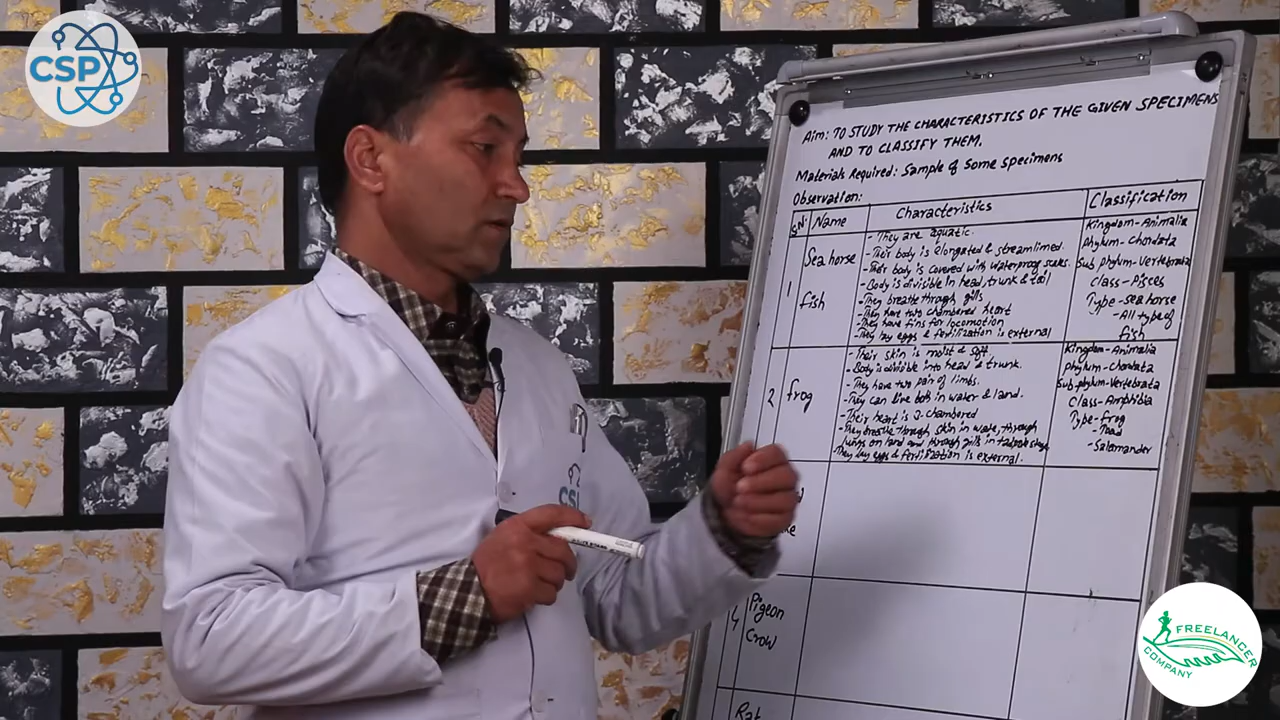 CSP
Aim: TO STUDY THE CHARACTERISTICS OF THE GIVEN SPECIMENS
AND TO CLASSIFY THEM.
Materials Required: Sample of Some specimens
Observation:
SN Name Characteristics Classification
1 Sea horse
fish
- They are aquatic.
- Their body is elongated & streamlined.
- Their body is covered with waterproof scales.
- Body is divisible in head, trunk & tail
- They breathe through gills
- They have two chambered heart
- They have fins for locomotion
- They lay eggs & fertilization is external
Kingdom-Animalia
Phylum-Chordata
Sub phylum-Vertebrata
Class-Pisces
Type-seahorse
- All type of
fish
2 frog
- Their skin is moist & soft.
- Body is divisible into head & trunk.
- They have two pair of limbs.
- They can live both in water & land.
- Their heart is 3-chambered
- They breathe through skin in water, through
lungs on land and through gills in tadpole stage
- They lay eggs & fertilization is external.
Kingdom-Animalia
Phylum-Chordata
Sub phylum-Vertebrata
Class-Amphibia
Type-frog
- Toad
- Salamander
4 Pigeon
Crow
Rat
FREELANCER
COMPANY